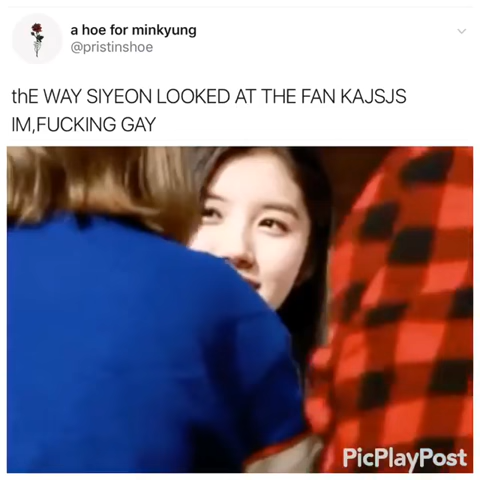 a hoe for minkyung
@pristinshoe
thE WAY SIYEON LOOKED AT THE FAN KAJSJS
IM,FUCKING GAY
PicPlayPost